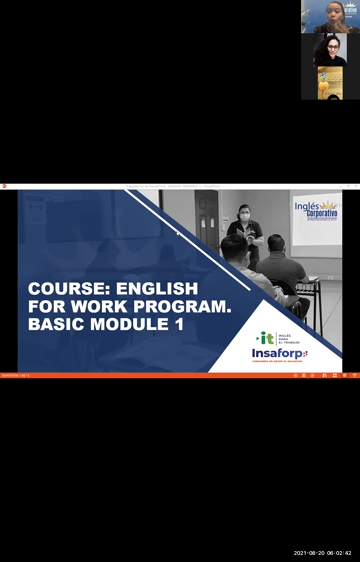 Inglés
Corporativo
COURSE: ENGLISH
FOR WORK PROGRAM.
BASIC MODULE 1
it
INGLÉS
PARA
EL TRABAJO
Insaforp
2021-08-20 06:02:42